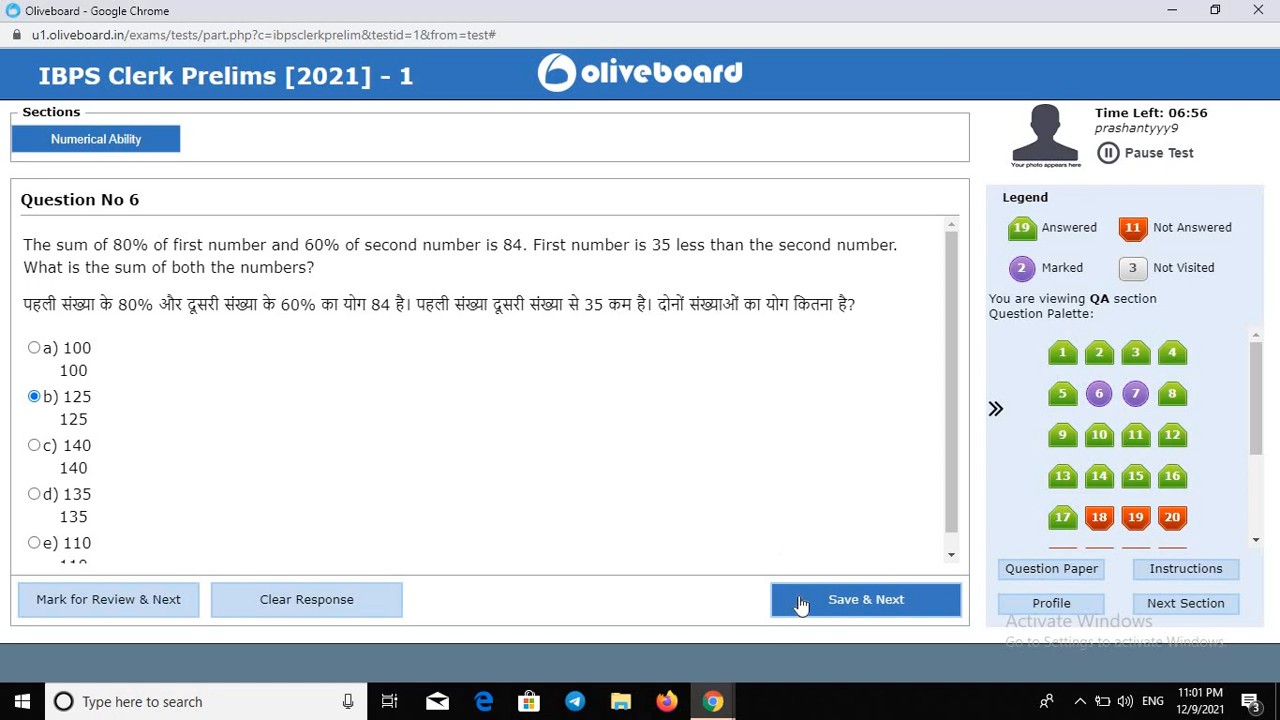 Oliveboard - Google Chrome
u1.oliveboard.in/exams/tests/part.php?c=ibpsclerkprelim&testid=1&from=test#
IBPS Clerk Prelims [2021] - 1
oliveboard
Sections
Numerical Ability
Time Left: 06:56
prashantyyy9
Pause Test
Your photo appears here
Question No 6
The sum of 80% of first number and 60% of second number is 84. First number is 35 less than the second number.
What is the sum of both the numbers?
पहली संख्या के 80% और दूसरी संख्या के 60% का योग 84 है। पहली संख्या दूसरी संख्या से 35 कम है। दोनों संख्याओं का योग कितना है?
a) 100
100
b) 125
125
c) 140
140
d) 135
135
e) 110
110
Mark for Review & Next
Clear Response
Save & Next
Legend
19 Answered
11 Not Answered
2 Marked
3 Not Visited
You are viewing QA section
Question Palette:
1 2 3 4
5 6 7 8
9 10 11 12
13 14 15 16
17 18 19 20
Question Paper
Instructions
Profile
Next Section
Activate Windows
Go to Settings to activate Windows.
Type here to search
ENG
11:01 PM
12/9/2021
3